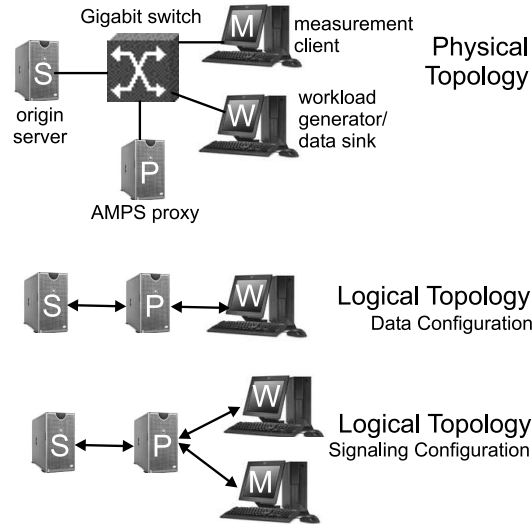 Gigabit switch
M
measurement
client
Physical
Topology
S
origin
server
W
workload
generator/
data sink
P
AMPS proxy
S
P
W
Logical Topology
Data Configuration
W
S
P
Logical Topology
Signaling Configuration
M